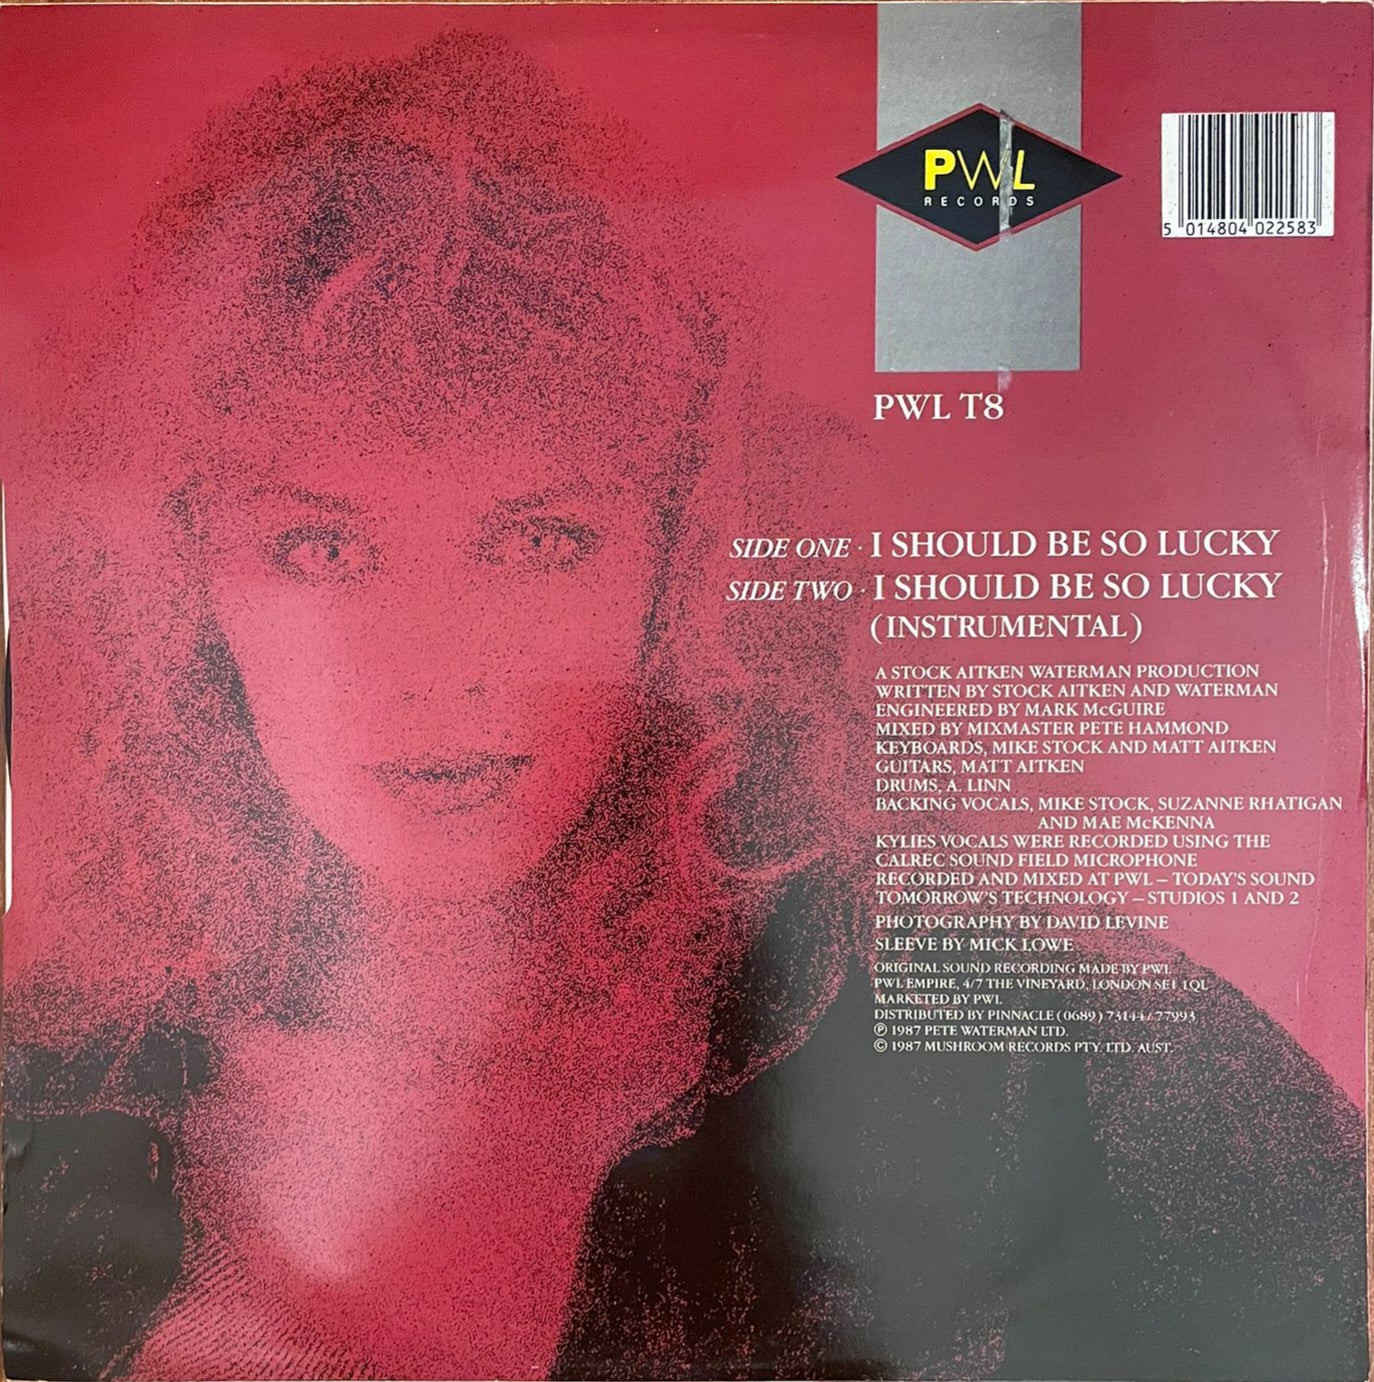 PWL
RECORDS
5 014804 022583
PWL T8
SIDE ONE · I SHOULD BE SO LUCKY
SIDE TWO · I SHOULD BE SO LUCKY
(INSTRUMENTAL)
A STOCK AITKEN WATERMAN PRODUCTION
WRITTEN BY STOCK AITKEN AND WATERMAN
ENGINEERED BY MARK McGUIRE
MIXED BY MIXMASTER PETE HAMMOND
KEYBOARDS, MIKE STOCK AND MATT AITKEN
GUITARS, MATT AITKEN
DRUMS, A. LINN
BACKING VOCALS, MIKE STOCK, SUZANNE RHATIGAN
AND MAE McKENNA
KYLIES VOCALS WERE RECORDED USING THE
CALREC SOUND FIELD MICROPHONE
RECORDED AND MIXED AT PWL – TODAY'S SOUND
TOMORROW'S TECHNOLOGY – STUDIOS 1 AND 2
PHOTOGRAPHY BY DAVID LEVINE
SLEEVE BY MICK LOWE
ORIGINAL SOUND RECORDING MADE BY PWL
PWL EMPIRE, 4/7 THE VINEYARD, LONDON SE1 1QL
MARKETED BY PWL
DISTRIBUTED BY PINNACLE (0689) 73144/77993
℗ 1987 PETE WATERMAN LTD.
© 1987 MUSHROOM RECORDS PTY. LTD. AUST.